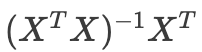 $(X^T X)^{-1} X^T$